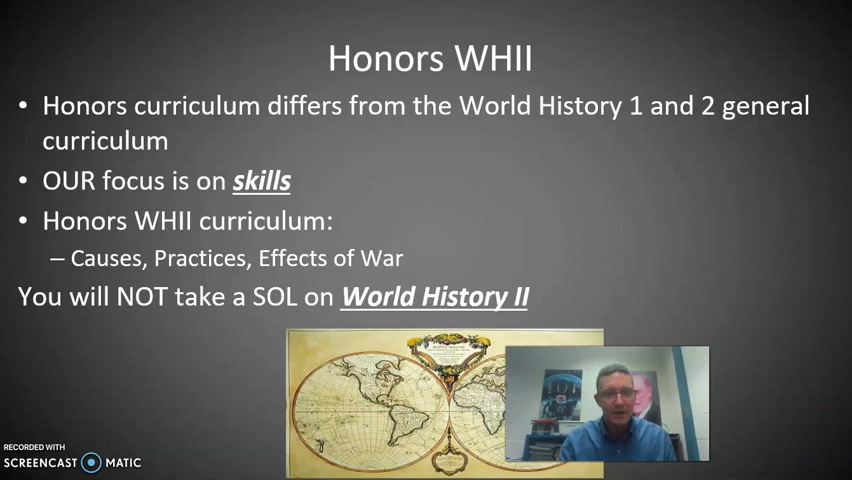 Honors WHII
• Honors curriculum differs from the World History 1 and 2 general
curriculum
• OUR focus is on skills
• Honors WHII curriculum:
– Causes, Practices, Effects of War
You will NOT take a SOL on World History II
RECORDED WITH
SCREENCAST MATIC